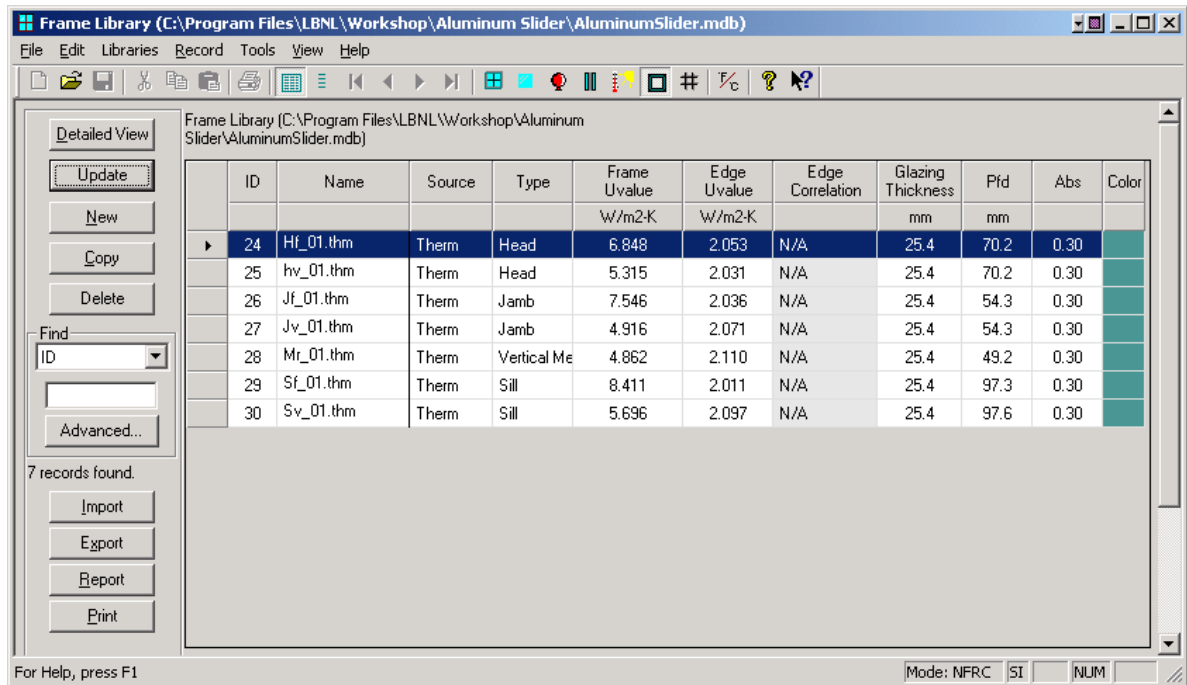 Frame Library (C:\Program Files\LBNL\Workshop\Aluminum Slider\AluminumSlider.mdb)
File Edit Libraries Record Tools View Help
°F/c
Detailed View
Update
New
Copy
Delete
Find
ID
Advanced...
7 records found.
Import
Export
Report
Print
Frame Library (C:\Program Files\LBNL\Workshop\Aluminum
Slider\AluminumSlider.mdb)
ID Name Source Type Frame Uvalue Edge Uvalue Edge Correlation Glazing Thickness Pfd Abs Color
W/m2-K W/m2-K mm mm
24 Hf_01.thm Therm Head 6.848 2.053 N/A 25.4 70.2 0.30
25 hv_01.thm Therm Head 5.315 2.031 N/A 25.4 70.2 0.30
26 Jf_01.thm Therm Jamb 7.546 2.036 N/A 25.4 54.3 0.30
27 Jv_01.thm Therm Jamb 4.916 2.071 N/A 25.4 54.3 0.30
28 Mr_01.thm Therm Vertical Me 4.862 2.110 N/A 25.4 49.2 0.30
29 Sf_01.thm Therm Sill 8.411 2.011 N/A 25.4 97.3 0.30
30 Sv_01.thm Therm Sill 5.696 2.097 N/A 25.4 97.6 0.30
For Help, press F1
Mode: NFRC SI NUM